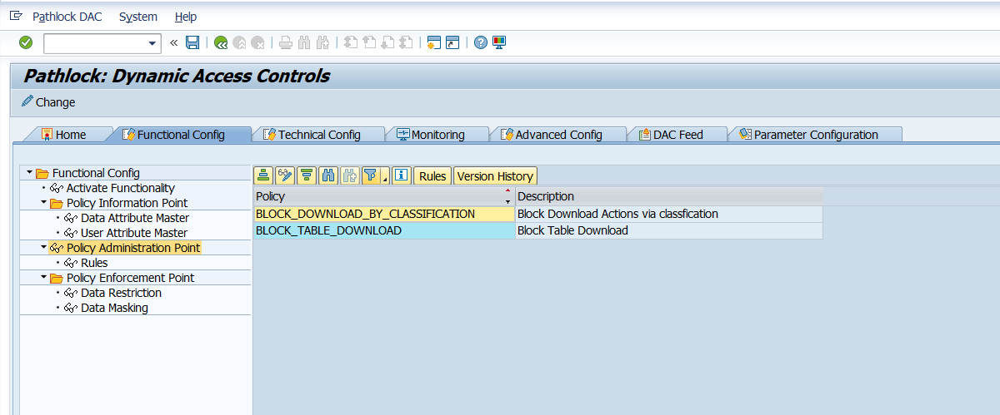 Pathlock DAC System Help
Pathlock: Dynamic Access Controls
Change
Home Functional Config Technical Config Monitoring Advanced Config DAC Feed Parameter Configuration
Functional Config
Activate Functionality
Policy Information Point
Data Attribute Master
User Attribute Master
Policy Administration Point
Rules
Policy Enforcement Point
Data Restriction
Data Masking
Rules Version History
Policy Description
BLOCK_DOWNLOAD_BY_CLASSIFICATION Block Download Actions via classfication
BLOCK_TABLE_DOWNLOAD Block Table Download